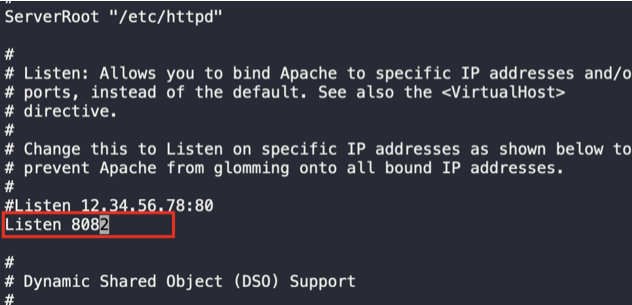 ServerRoot "/etc/httpd"
#
# Listen: Allows you to bind Apache to specific IP addresses and/o
# ports, instead of the default. See also the <VirtualHost>
# directive.
#
# Change this to Listen on specific IP addresses as shown below to
# prevent Apache from glomming onto all bound IP addresses.
#
#Listen 12.34.56.78:80
Listen 8082
#
# Dynamic Shared Object (DSO) Support
#